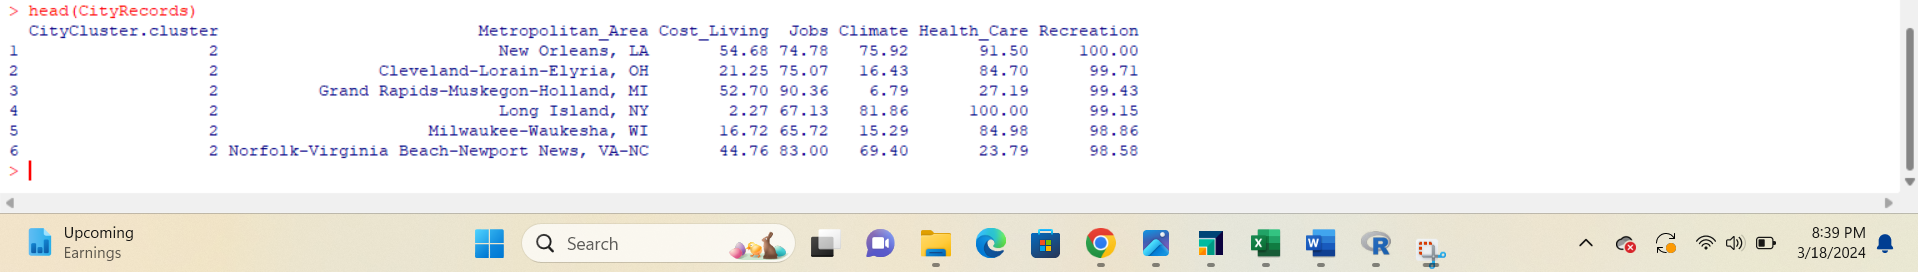 > head(CityRecords)
  CityCluster.cluster                          Metropolitan_Area Cost_Living  Jobs Climate Health_Care Recreation
1                   2                            New Orleans, LA       54.68 74.78   75.92       91.50     100.00
2                   2                Cleveland-Lorain-Elyria, OH       21.25 75.07   16.43       84.70      99.71
3                   2          Grand Rapids-Muskegon-Holland, MI       52.70 90.36    6.79       27.19      99.43
4                   2                            Long Island, NY        2.27 67.13   81.86      100.00      99.15
5                   2                     Milwaukee-Waukesha, WI       16.72 65.72   15.29       84.98      98.86
6                   2 Norfolk-Virginia Beach-Newport News, VA-NC       44.76 83.00   69.40       23.79      98.58
>
Upcoming
Earnings
Search
X
W
R
8:39 PM
3/18/2024